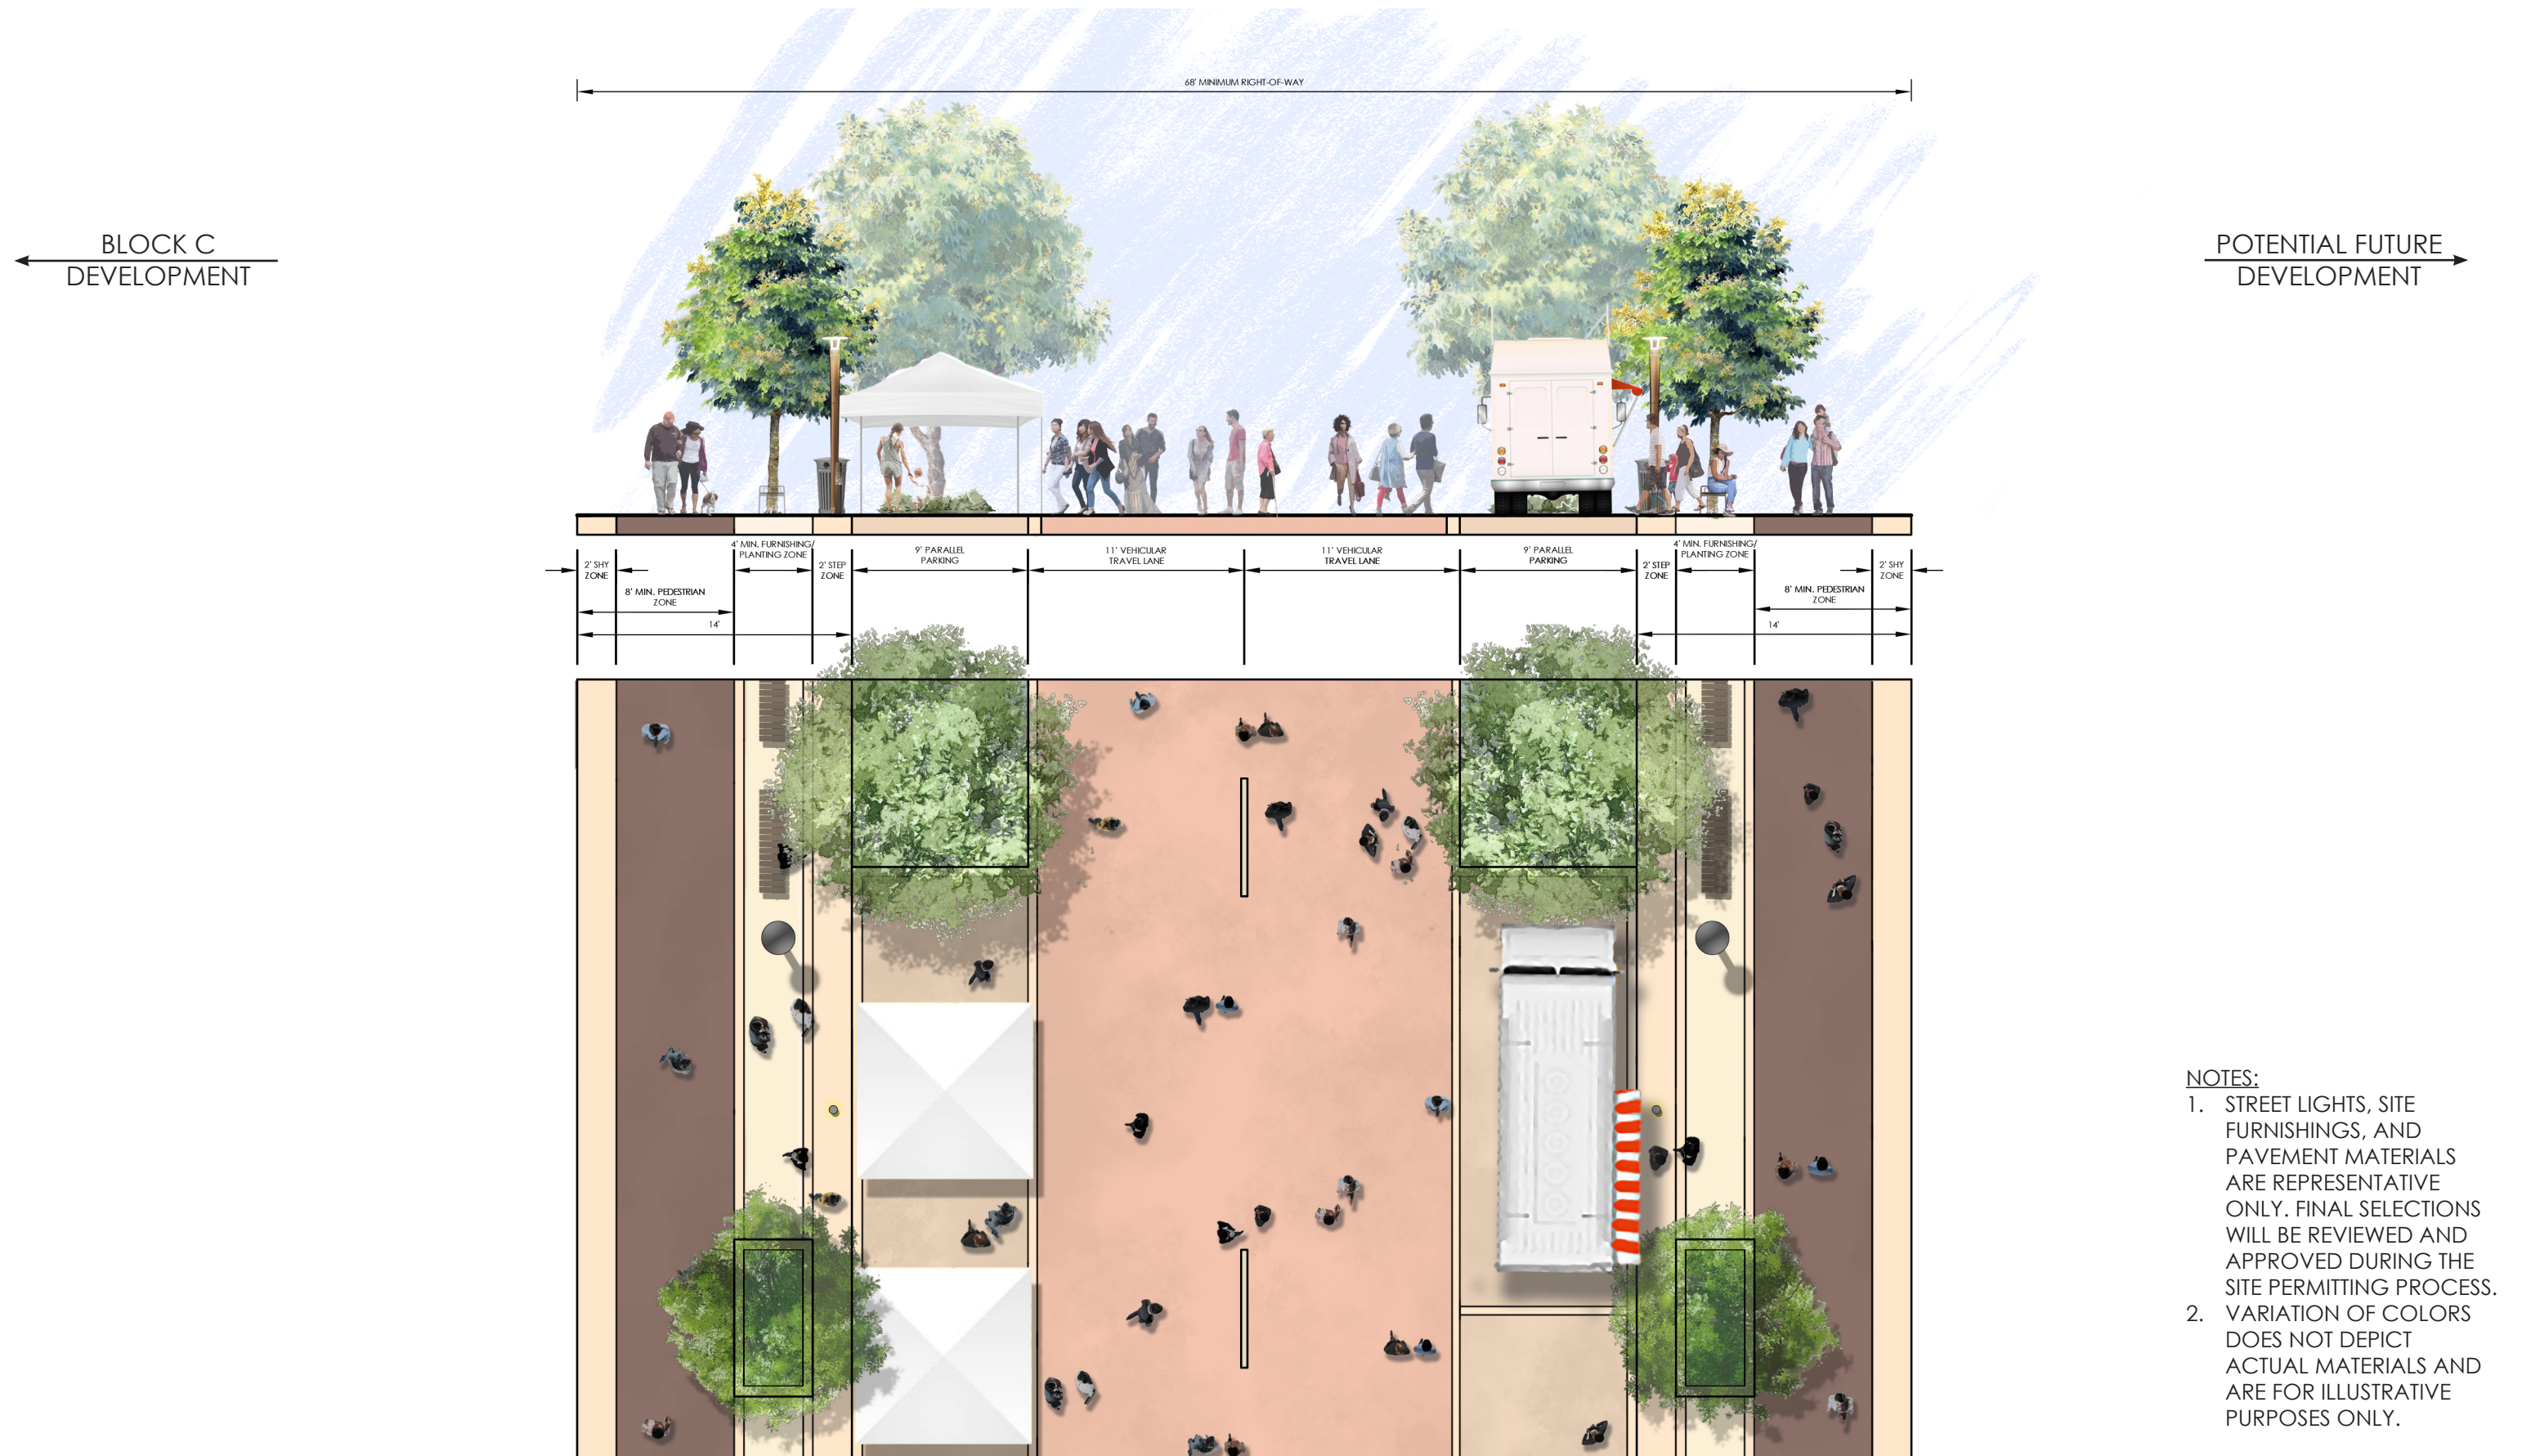 68' MINIMUM RIGHT-OF-WAY
BLOCK C
DEVELOPMENT
POTENTIAL FUTURE
DEVELOPMENT
2' SHY
ZONE
8' MIN. PEDESTRIAN
ZONE
14'
4' MIN. FURNISHING/
PLANTING ZONE
2' STEP
ZONE
9' PARALLEL
PARKING
11' VEHICULAR
TRAVEL LANE
11' VEHICULAR
TRAVEL LANE
9' PARALLEL
PARKING
2' STEP
ZONE
4' MIN. FURNISHING/
PLANTING ZONE
8' MIN. PEDESTRIAN
ZONE
14'
2' SHY
ZONE
NOTES:
1. STREET LIGHTS, SITE
FURNISHINGS, AND
PAVEMENT MATERIALS
ARE REPRESENTATIVE
ONLY. FINAL SELECTIONS
WILL BE REVIEWED AND
APPROVED DURING THE
SITE PERMITTING PROCESS.
2. VARIATION OF COLORS
DOES NOT DEPICT
ACTUAL MATERIALS AND
ARE FOR ILLUSTRATIVE
PURPOSES ONLY.